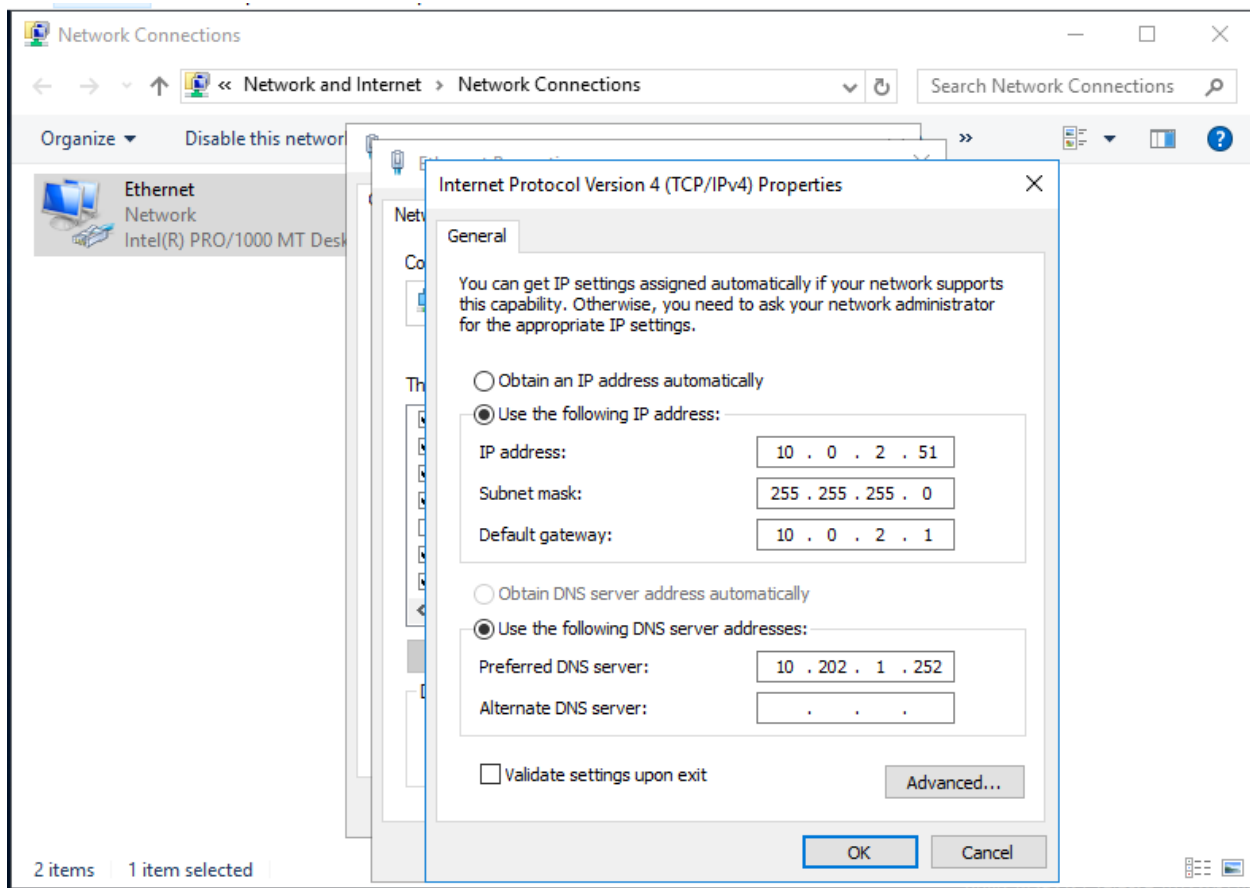 Network Connections
« Network and Internet > Network Connections
Search Network Connections
Organize
Disable this networ
»
Ethernet
Network
Intel(R) PRO/1000 MT Desk
Internet Protocol Version 4 (TCP/IPv4) Properties
Net
General
Co
You can get IP settings assigned automatically if your network supports
this capability. Otherwise, you need to ask your network administrator
for the appropriate IP settings.
Th
Obtain an IP address automatically
Use the following IP address:
IP address: 10 . 0 . 2 . 51
Subnet mask: 255 . 255 . 255 . 0
Default gateway: 10 . 0 . 2 . 1
Obtain DNS server address automatically
Use the following DNS server addresses:
Preferred DNS server: 10 . 202 . 1 . 252
Alternate DNS server: . . .
Validate settings upon exit
Advanced...
OK
Cancel
2 items
1 item selected